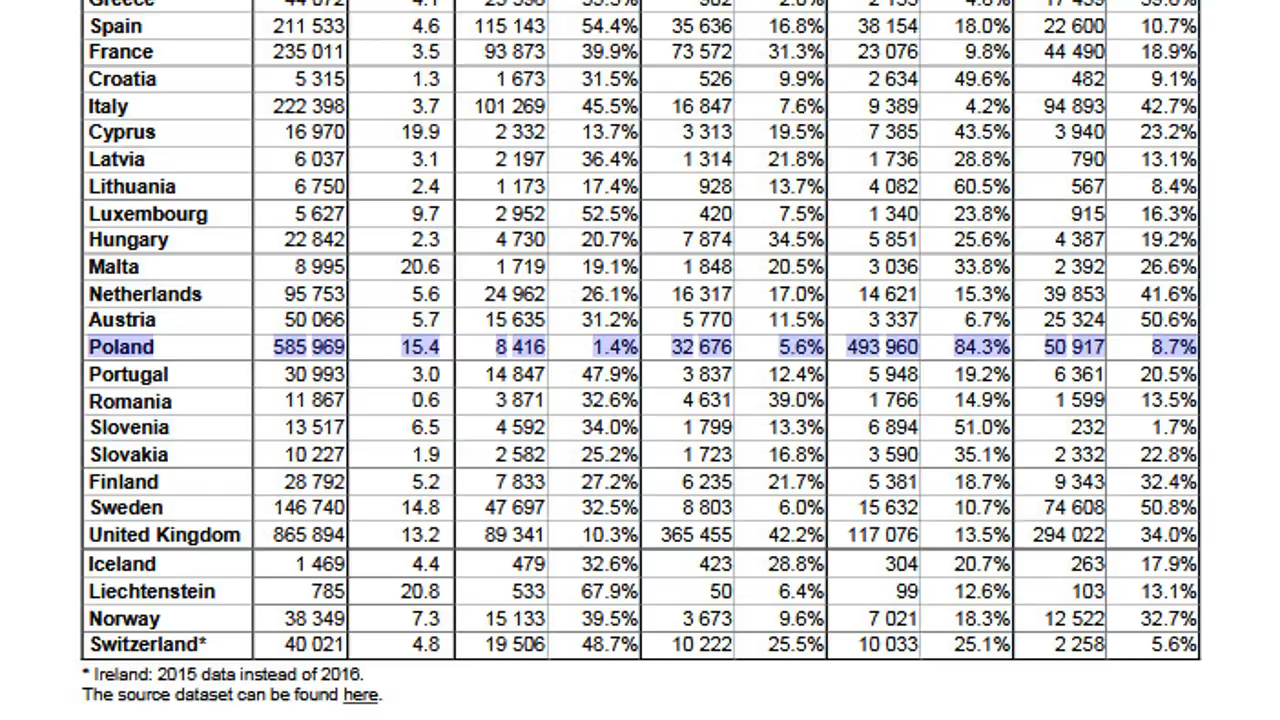 Spain 211 533 4.6 115 143 54.4% 35 636 16.8% 38 154 18.0% 22 600 10.7%
France 235 011 3.5 93 873 39.9% 73 572 31.3% 23 076 9.8% 44 490 18.9%
Croatia 5 315 1.3 1 673 31.5% 526 9.9% 2 634 49.6% 482 9.1%
Italy 222 398 3.7 101 269 45.5% 16 847 7.6% 9 389 4.2% 94 893 42.7%
Cyprus 16 970 19.9 2 332 13.7% 3 313 19.5% 7 385 43.5% 3 940 23.2%
Latvia 6 037 3.1 2 197 36.4% 1 314 21.8% 1 736 28.8% 790 13.1%
Lithuania 6 750 2.4 1 173 17.4% 928 13.7% 4 082 60.5% 567 8.4%
Luxembourg 5 627 9.7 2 952 52.5% 420 7.5% 1 340 23.8% 915 16.3%
Hungary 22 842 2.3 4 730 20.7% 7 874 34.5% 5 851 25.6% 4 387 19.2%
Malta 8 995 20.6 1 719 19.1% 1 848 20.5% 3 036 33.8% 2 392 26.6%
Netherlands 95 753 5.6 24 962 26.1% 16 317 17.0% 14 621 15.3% 39 853 41.6%
Austria 50 066 5.7 15 635 31.2% 5 770 11.5% 3 337 6.7% 25 324 50.6%
Poland 585 969 15.4 8 416 1.4% 32 676 5.6% 493 960 84.3% 50 917 8.7%
Portugal 30 993 3.0 14 847 47.9% 3 837 12.4% 5 948 19.2% 6 361 20.5%
Romania 11 867 0.6 3 871 32.6% 4 631 39.0% 1 766 14.9% 1 599 13.5%
Slovenia 13 517 6.5 4 592 34.0% 1 799 13.3% 6 894 51.0% 232 1.7%
Slovakia 10 227 1.9 2 582 25.2% 1 723 16.8% 3 590 35.1% 2 332 22.8%
Finland 28 792 5.2 7 833 27.2% 6 235 21.7% 5 381 18.7% 9 343 32.4%
Sweden 146 740 14.8 47 697 32.5% 8 803 6.0% 15 632 10.7% 74 608 50.8%
United Kingdom 865 894 13.2 89 341 10.3% 365 455 42.2% 117 076 13.5% 294 022 34.0%
Iceland 1 469 4.4 479 32.6% 423 28.8% 304 20.7% 263 17.9%
Liechtenstein 785 20.8 533 67.9% 50 6.4% 99 12.6% 103 13.1%
Norway 38 349 7.3 15 133 39.5% 3 673 9.6% 7 021 18.3% 12 522 32.7%
Switzerland* 40 021 4.8 19 506 48.7% 10 222 25.5% 10 033 25.1% 2 258 5.6%
* Ireland: 2015 data instead of 2016.
The source dataset can be found here.